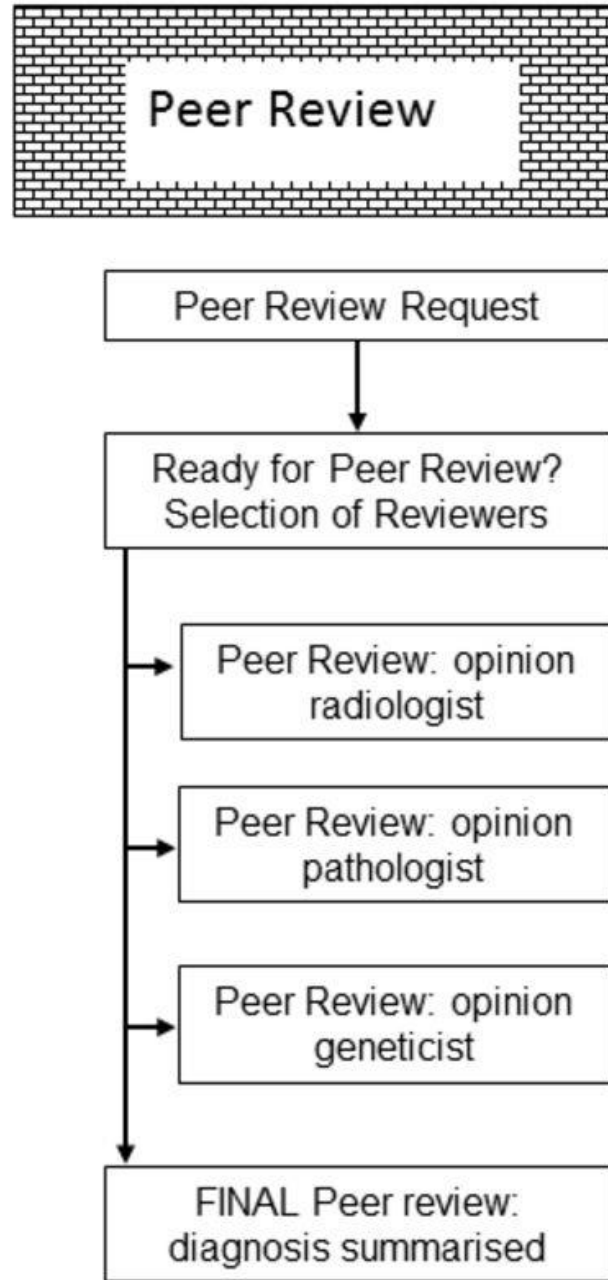 Peer Review
Peer Review Request
Ready for Peer Review?
Selection of Reviewers
Peer Review: opinion
radiologist
Peer Review: opinion
pathologist
Peer Review: opinion
geneticist
FINAL Peer review:
diagnosis summarised